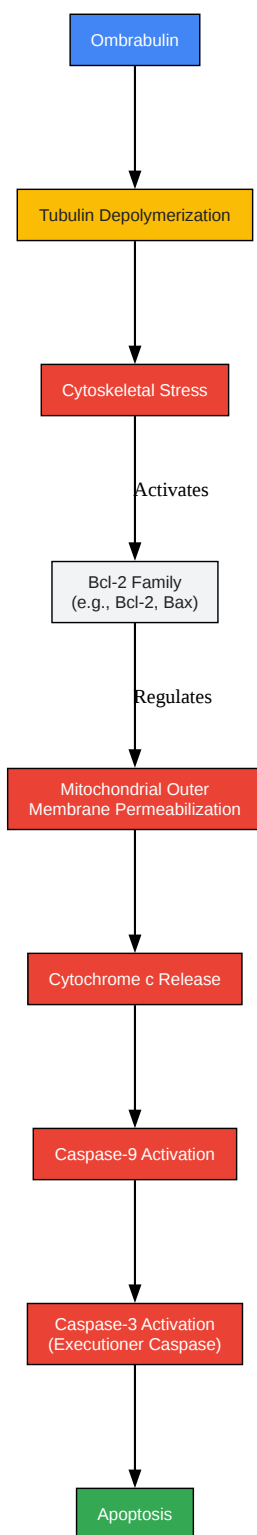 Ombrabulin
Tubulin Depolymerization
Cytoskeletal Stress
Activates
Bcl-2 Family
(e.g., Bcl-2, Bax)
Regulates
Mitochondrial Outer
Membrane Permeabilization
Cytochrome c Release
Caspase-9 Activation
Caspase-3 Activation
(Executioner Caspase)
Apoptosis